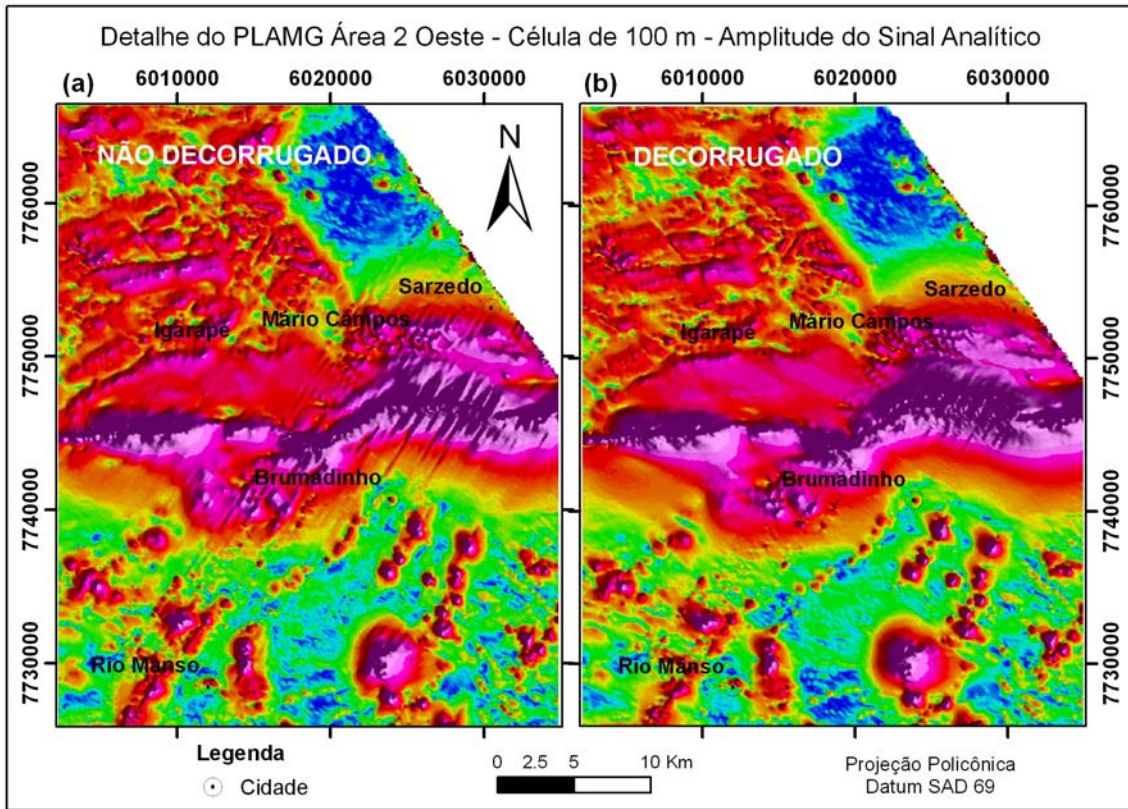 Detalhe do PLAMG Área 2 Oeste - Célula de 100 m - Amplitude do Sinal Analítico
(a) 6010000 6020000 6030000
(b) 6010000 6020000 6030000
NÃO DECORRUGADO
N
DECORRUGADO
7760000
7760000
Sarzedo
Sarzedo
Igarapé
Mário Campos
Igarapé
Mário Campos
7750000
7750000
Brumadinho
Brumadinho
7740000
7740000
Rio Manso
Rio Manso
7730000
7730000
Legenda
Cidade
0 2.5 5 10 Km
Projeção Policônica
Datum SAD 69